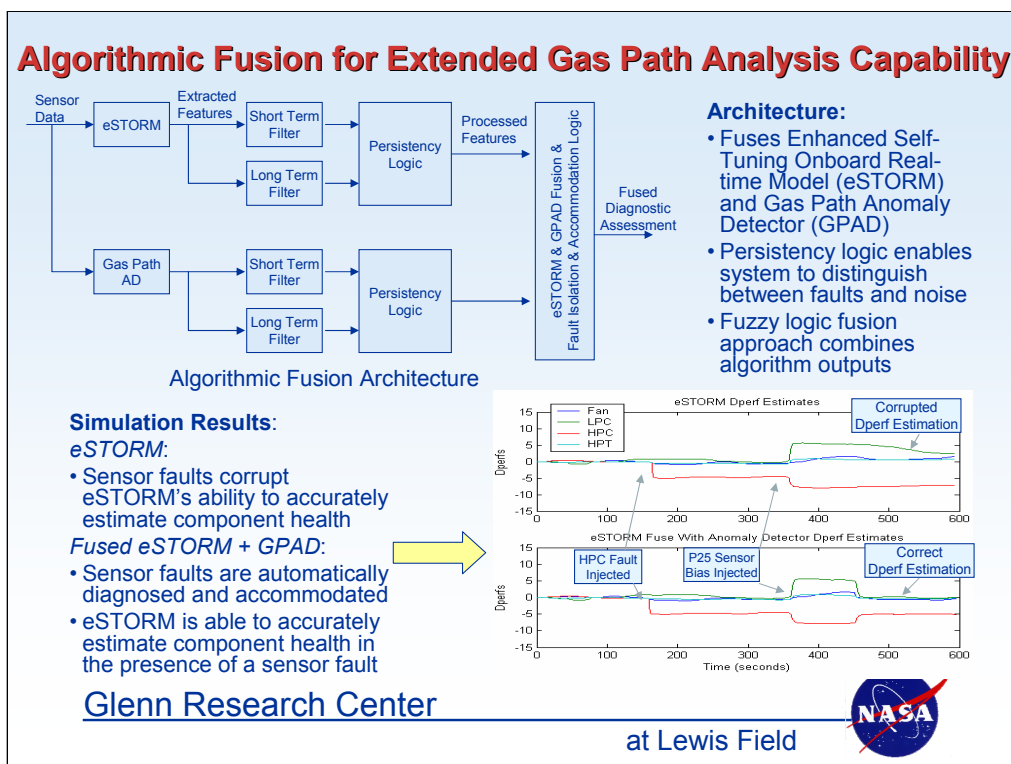 Algorithmic Fusion for Extended Gas Path Analysis Capability
Sensor
Data
eSTORM
Extracted
Features
Short Term
Filter
Long Term
Filter
Persistency
Logic
Processed
Features
Gas Path
AD
Short Term
Filter
Long Term
Filter
Persistency
Logic
eSTORM & GPAD Fusion &
Fault Isolation & Accommodation Logic
Fused
Diagnostic
Assessment
Algorithmic Fusion Architecture
Architecture:
• Fuses Enhanced Self-
Tuning Onboard Real-
time Model (eSTORM)
and Gas Path Anomaly
Detector (GPAD)
• Persistency logic enables
system to distinguish
between faults and noise
• Fuzzy logic fusion
approach combines
algorithm outputs
Simulation Results:
eSTORM:
• Sensor faults corrupt
eSTORM's ability to accurately
estimate component health
Fused eSTORM + GPAD:
• Sensor faults are automatically
diagnosed and accommodated
• eSTORM is able to accurately
estimate component health in
the presence of a sensor fault
eSTORM Dperf Estimates
15
10
5
0
-5
-10
-15
Dperfs
Fan
LPC
HPC
HPT
Corrupted
Dperf Estimation
0 100 200 300 400 500 600
eSTORM Fuse With Anomaly Detector Dperf Estimates
15
10
5
0
-5
-10
-15
Dperfs
HPC Fault
Injected
P25 Sensor
Bias Injected
Correct
Dperf Estimation
0 100 200 300 400 500 600
Time (seconds)
Glenn Research Center
at Lewis Field
NASA